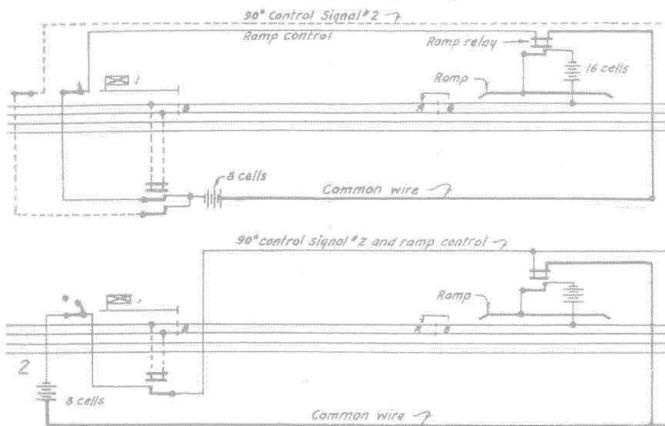 90° Control Signal #2
Ramp control
Ramp relay
16 cells
Ramp
1
B
A B
8 cells
Common wire
90° control signal #2 and ramp control
Ramp
B
B
2
8 cells
Common wire